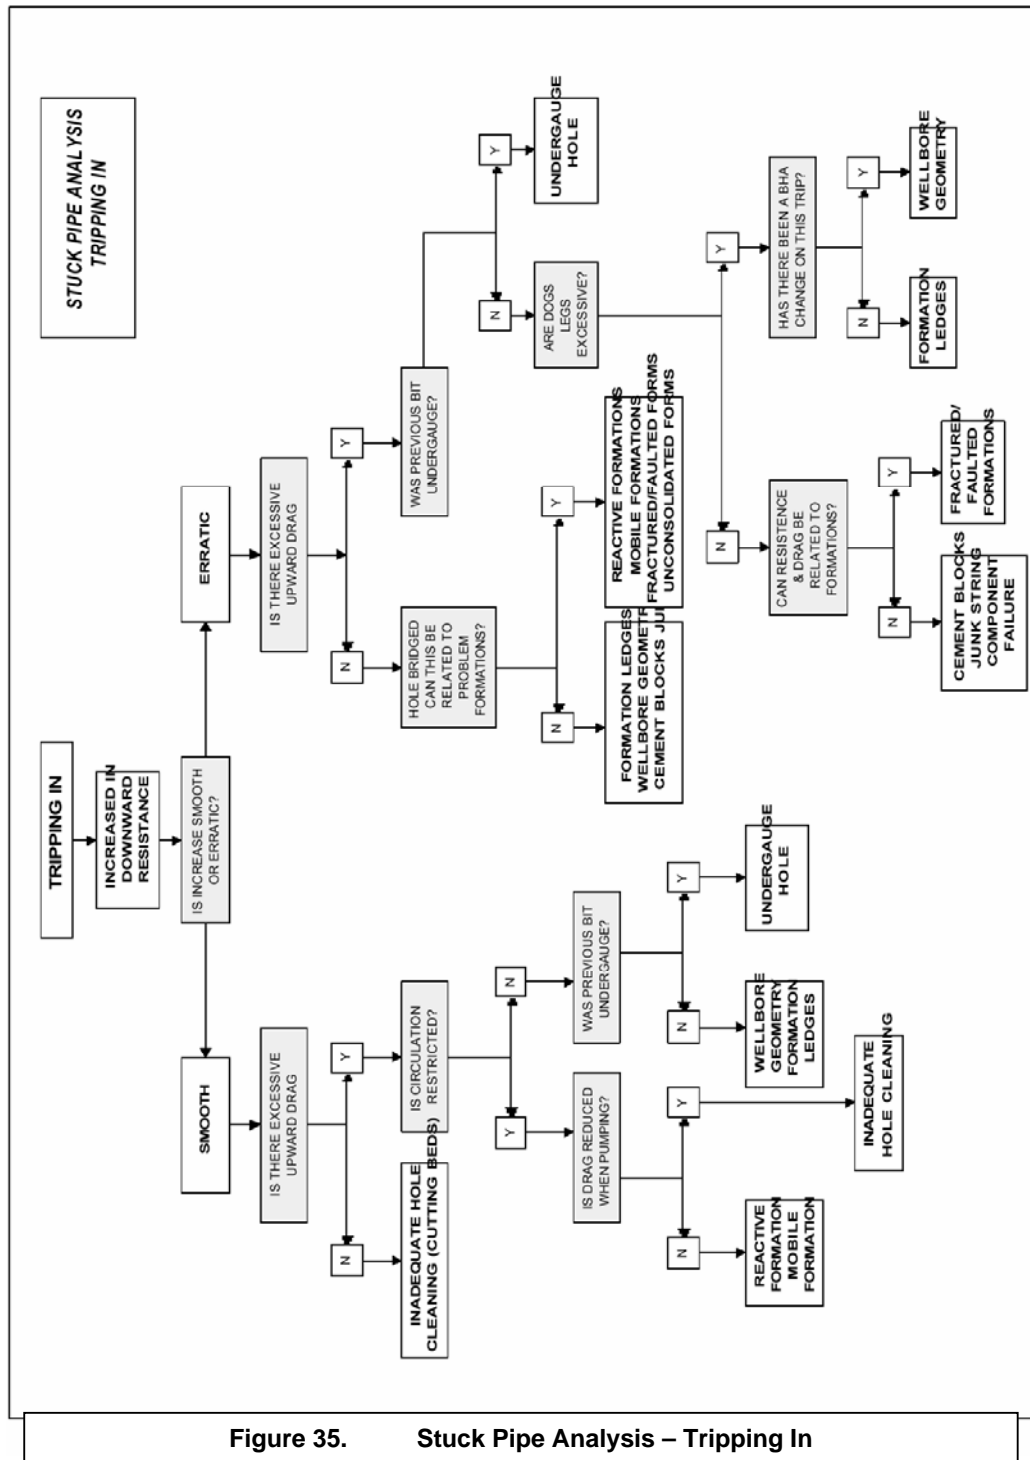 STUCK PIPE ANALYSIS
TRIPPING IN
TRIPPING IN
INCREASED IN
DOWNWARD
RESISTANCE
IS INCREASE SMOOTH
OR ERRATIC?
SMOOTH
ERRATIC
IS THERE EXCESSIVE
UPWARD DRAG
IS THERE EXCESSIVE
UPWARD DRAG
N
Y
N
Y
INADEQUATE HOLE
CLEANING (CUTTING BEDS)
IS CIRCULATION
RESTRICTED?
HOLE BRIDGED
CAN THIS BE
RELATED TO
PROBLEM
FORMATIONS?
WAS PREVIOUS BIT
UNDERGAUGE?
Y
N
N
Y
N
Y
IS DRAG REDUCED
WHEN PUMPING?
WAS PREVIOUS BIT
UNDERGAUGE?
FORMATION LEDGES
WELLBORE GEOMETR
CEMENT BLOCKS JU
REACTIVE FORMATIONS
MOBILE FORMATIONS
FRACTURED/FAULTED FORMS
UNCONSOLIDATED FORMS
ARE DOGS
LEGS
EXCESSIVE?
UNDERGAUGE
HOLE
N
Y
N
Y
N
Y
REACTIVE
FORMATION
MOBILE
FORMATION
INADEQUATE
HOLE CLEANING
WELLBORE
GEOMETRY
FORMATION
LEDGES
UNDERGAUGE
HOLE
CAN RESISTENCE
& DRAG BE
RELATED TO
FORMATIONS?
HAS THERE BEEN A BHA
CHANGE ON THIS TRIP?
N
Y
N
Y
CEMENT BLOCKS
JUNK STRING
COMPONENT
FAILURE
FRACTURED/
FAULTED
FORMATIONS
FORMATION
LEDGES
WELLBORE
GEOMETRY
Figure 35. Stuck Pipe Analysis – Tripping In